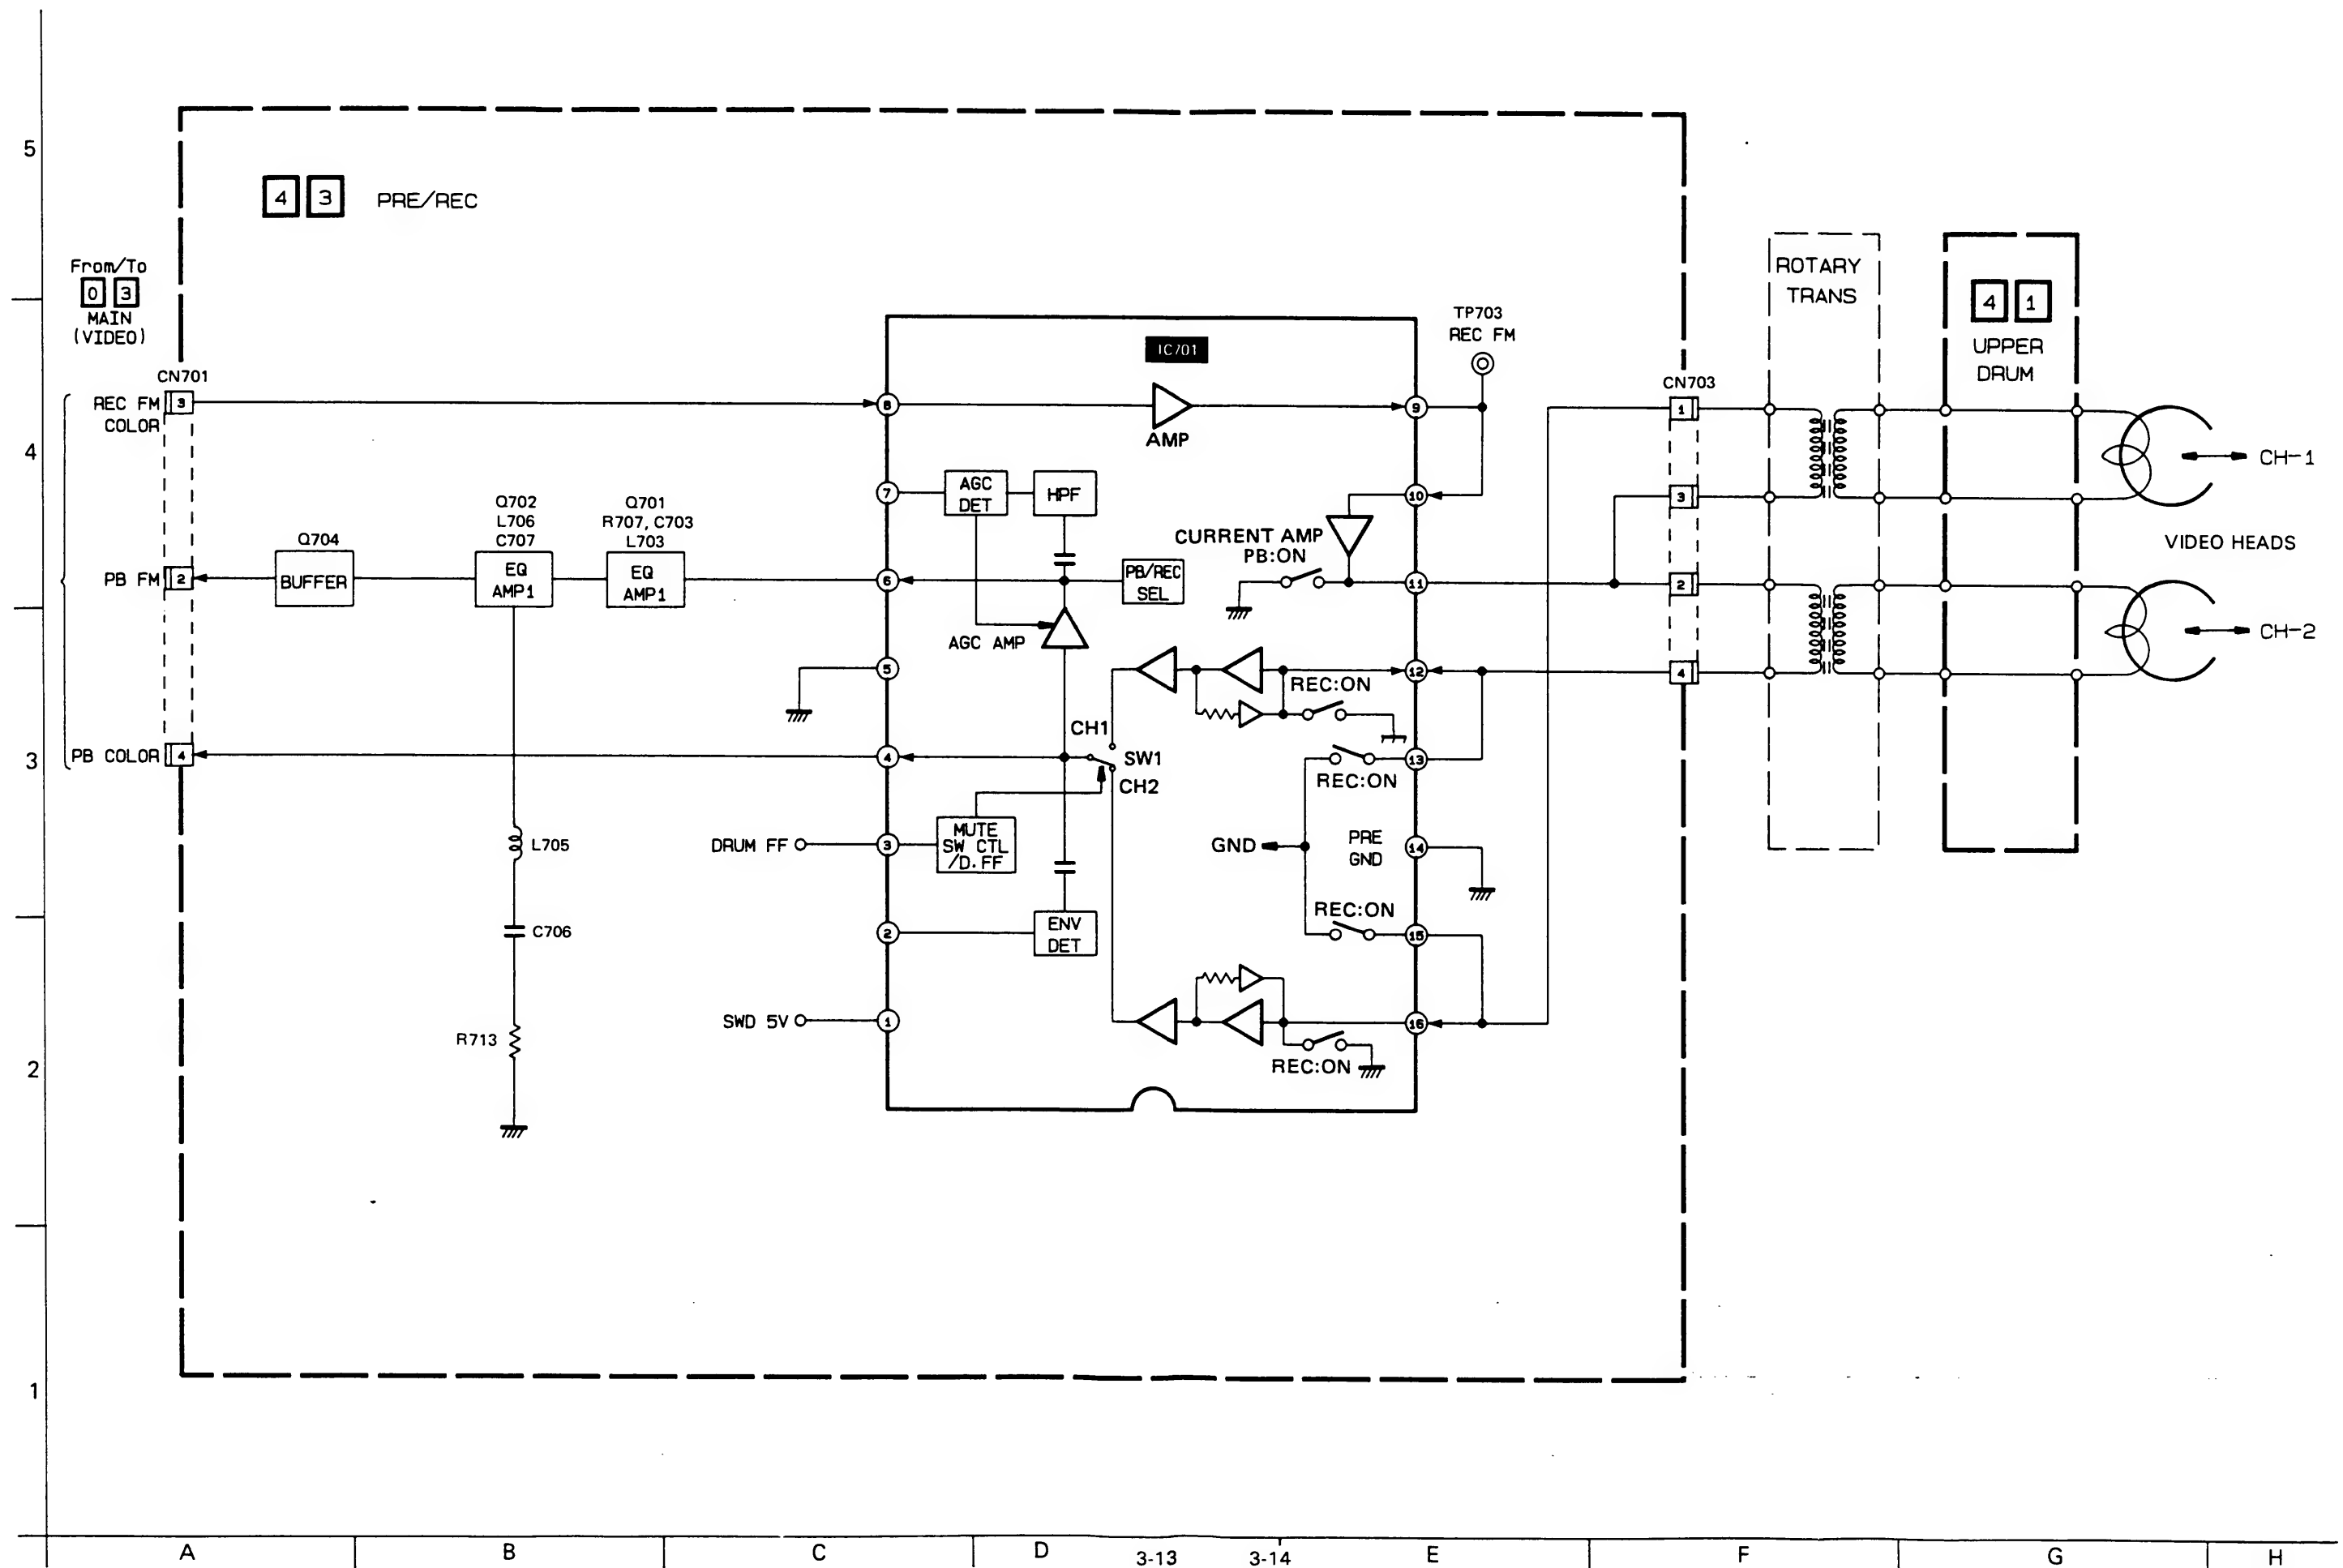 5
4 3 PRE/REC
From/To
0 3
MAIN
(VIDEO)
ROTARY
TRANS
4 1
UPPER
DRUM
TP703
REC FM
IC701
CN701
CN703
REC FM 3
COLOR
8
AMP
9
1
4
CH-1
7
AGC
DET
HPF
10
3
Q702
L706
C707
Q701
R707, C703
L703
Q704
CURRENT AMP
PB:ON
VIDEO HEADS
PB FM 2
BUFFER
EQ
AMP1
EQ
AMP1
6
PB/REC
SEL
11
2
AGC AMP
CH-2
5
REC:ON
12
4
CH1
3
PB COLOR 4
4
SW1
CH2
REC:ON
13
DRUM FF
3
MUTE
SW CTL
/D.FF
GND
PRE
GND
14
L705
C706
2
ENV
DET
REC:ON
15
SWD 5V
1
16
R713
REC:ON
2
1
A B C D 3-13 3-14 E F G H